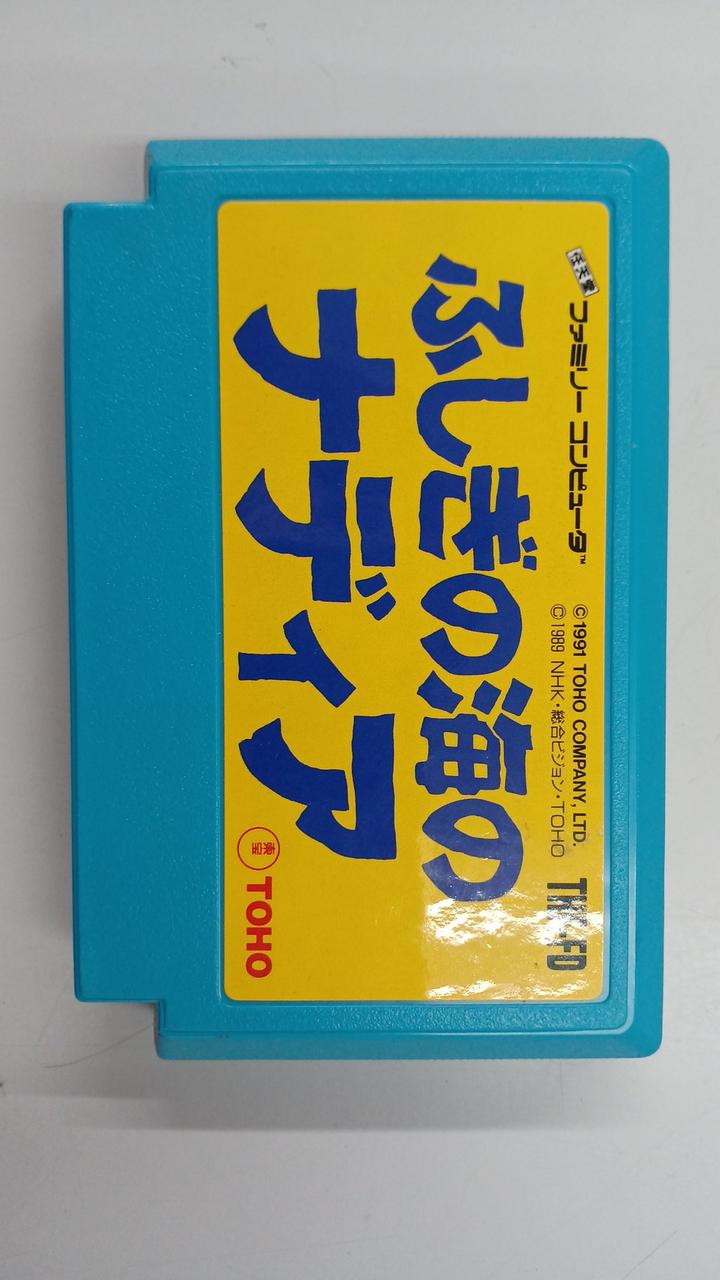 任天堂
ファミリー コンピュータ™
© 1991 TOHO COMPANY, LTD.
© 1989 NHK・総合ビジョン・TOHO
ふしぎの海の
ナディア
東宝 TOHO